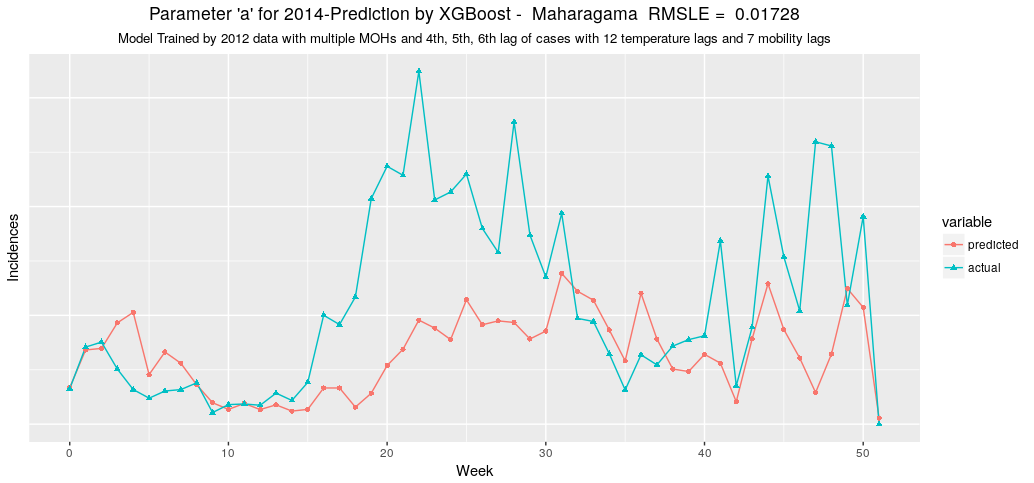 Parameter 'a' for 2014-Prediction by XGBoost - Maharagama RMSLE = 0.01728
Model Trained by 2012 data with multiple MOHs and 4th, 5th, 6th lag of cases with 12 temperature lags and 7 mobility lags
Incidences
variable
predicted
actual
0 10 20 30 40 50
Week